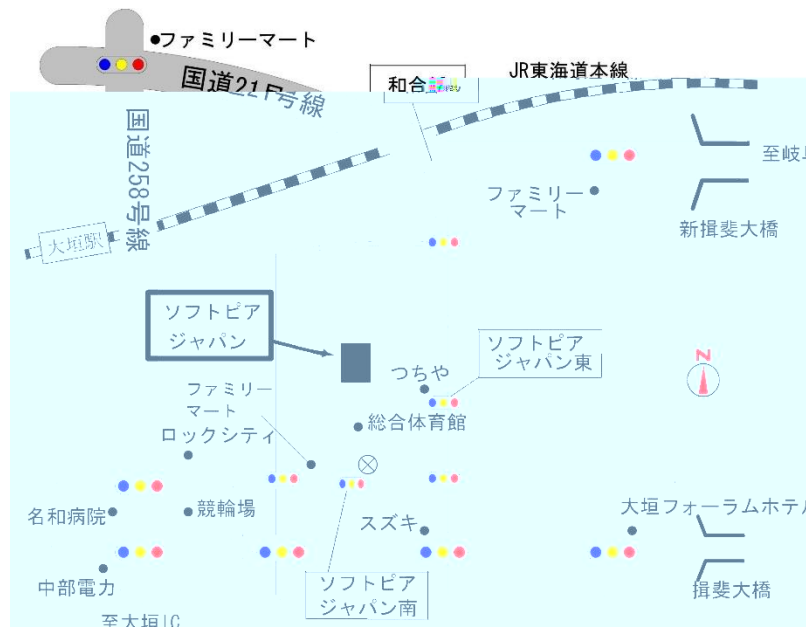 ファミリーマート
国道21号線
和合
JR東海道本線
国道258号線
至岐阜
ファミリー
マート
新揖斐大橋
大垣駅
ソフトピア
ジャパン
ソフトピア
ジャパン東
つちや
N
ファミリー
マート
ロックシティ
総合体育館
名和病院
競輪場
スズキ
大垣フォーラムホテル
中部電力
ソフトピア
ジャパン南
揖斐大橋
至大垣IC